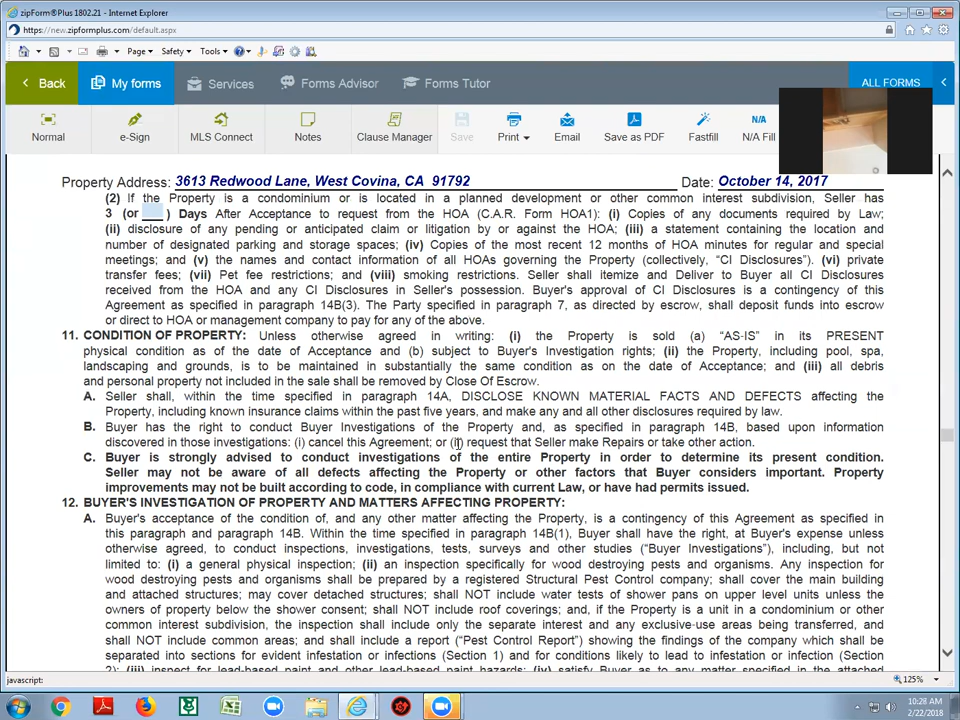 zipForm®Plus 1802.21 - Internet Explorer
https://new.zipformplus.com/default.aspx
Page Safety Tools
Back My forms Services Forms Advisor Forms Tutor ALL FORMS
Normal e-Sign MLS Connect Notes Clause Manager Save Print Email Save as PDF Fastfill N/A N/A Fill
Property Address: 3613 Redwood Lane, West Covina, CA 91792 Date: October 14, 2017
(2) If the Property is a condominium or is located in a planned development or other common interest subdivision, Seller has
3 (or ) Days After Acceptance to request from the HOA (C.A.R. Form HOA1): (i) Copies of any documents required by Law;
(ii) disclosure of any pending or anticipated claim or litigation by or against the HOA; (iii) a statement containing the location and
number of designated parking and storage spaces; (iv) Copies of the most recent 12 months of HOA minutes for regular and special
meetings; and (v) the names and contact information of all HOAs governing the Property (collectively, “CI Disclosures”). (vi) private
transfer fees; (vii) Pet fee restrictions; and (viii) smoking restrictions. Seller shall itemize and Deliver to Buyer all CI Disclosures
received from the HOA and any CI Disclosures in Seller's possession. Buyer's approval of CI Disclosures is a contingency of this
Agreement as specified in paragraph 14B(3). The Party specified in paragraph 7, as directed by escrow, shall deposit funds into escrow
or direct to HOA or management company to pay for any of the above.
11. CONDITION OF PROPERTY: Unless otherwise agreed in writing: (i) the Property is sold (a) “AS-IS” in its PRESENT
physical condition as of the date of Acceptance and (b) subject to Buyer's Investigation rights; (ii) the Property, including pool, spa,
landscaping and grounds, is to be maintained in substantially the same condition as on the date of Acceptance; and (iii) all debris
and personal property not included in the sale shall be removed by Close Of Escrow.
A. Seller shall, within the time specified in paragraph 14A, DISCLOSE KNOWN MATERIAL FACTS AND DEFECTS affecting the
Property, including known insurance claims within the past five years, and make any and all other disclosures required by law.
B. Buyer has the right to conduct Buyer Investigations of the Property and, as specified in paragraph 14B, based upon information
discovered in those investigations: (i) cancel this Agreement; or (ii) request that Seller make Repairs or take other action.
C. Buyer is strongly advised to conduct investigations of the entire Property in order to determine its present condition.
Seller may not be aware of all defects affecting the Property or other factors that Buyer considers important. Property
improvements may not be built according to code, in compliance with current Law, or have had permits issued.
12. BUYER'S INVESTIGATION OF PROPERTY AND MATTERS AFFECTING PROPERTY:
A. Buyer's acceptance of the condition of, and any other matter affecting the Property, is a contingency of this Agreement as specified in
this paragraph and paragraph 14B. Within the time specified in paragraph 14B(1), Buyer shall have the right, at Buyer's expense unless
otherwise agreed, to conduct inspections, investigations, tests, surveys and other studies (“Buyer Investigations”), including, but not
limited to: (i) a general physical inspection; (ii) an inspection specifically for wood destroying pests and organisms. Any inspection for
wood destroying pests and organisms shall be prepared by a registered Structural Pest Control company; shall cover the main building
and attached structures; may cover detached structures; shall NOT include water tests of shower pans on upper level units unless the
owners of property below the shower consent; shall NOT include roof coverings; and, if the Property is a unit in a condominium or other
common interest subdivision, the inspection shall include only the separate interest and any exclusive-use areas being transferred, and
shall NOT include common areas; and shall include a report (“Pest Control Report”) showing the findings of the company which shall be
separated into sections for evident infestation or infections (Section 1) and for conditions likely to lead to infestation or infection (Section
2); (iii) inspect for lead-based paint and other lead-based paint hazards; (iv) satisfy Buyer as to any matter specified in the attached
javascript: 125%
10:28 AM
2/22/2018